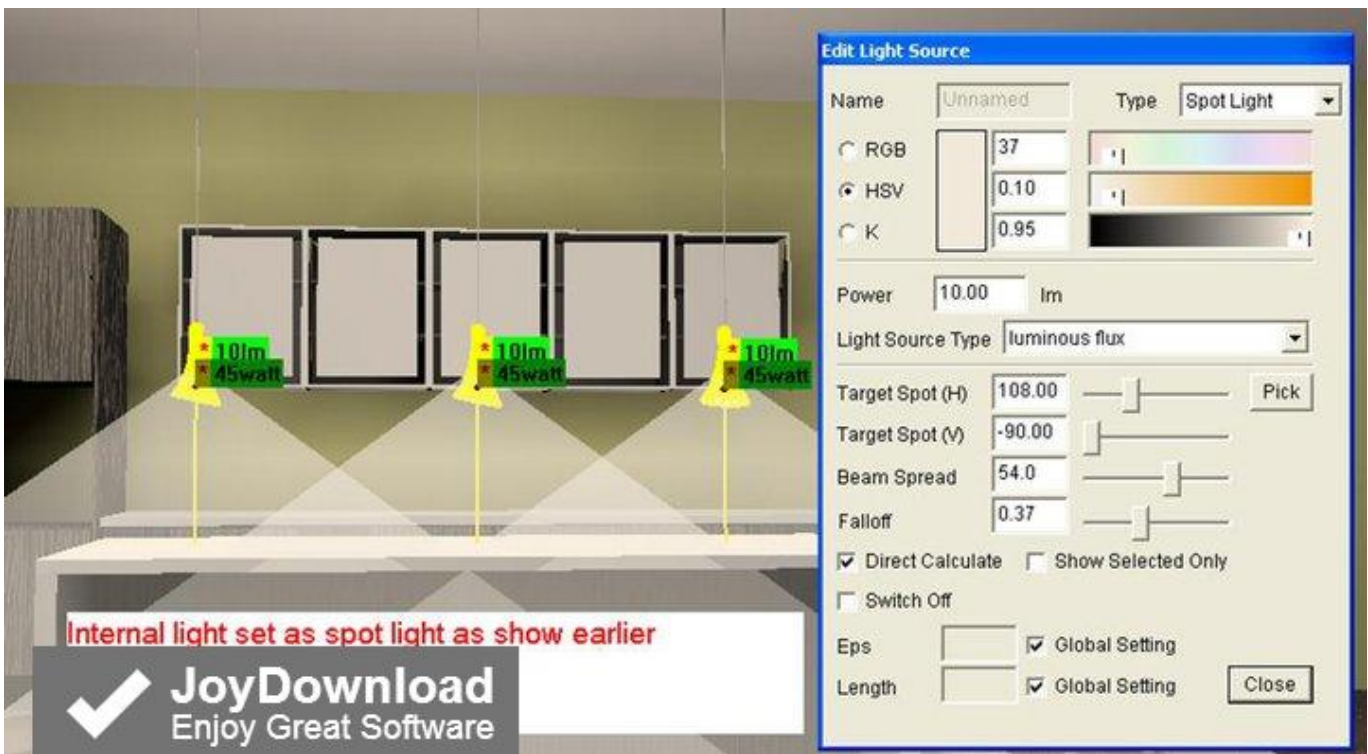 Edit Light Source
Name Unnamed Type Spot Light
RGB 37
HSV 0.10
K 0.95
Power 10.00 lm
Light Source Type luminous flux
Target Spot (H) 108.00 Pick
Target Spot (V) -90.00
Beam Spread 54.0
Falloff 0.37
Direct Calculate Show Selected Only
Switch Off
Eps Global Setting
Length Global Setting Close
* 10lm * 10lm * 10lm
* 45watt * 45watt * 45watt
Internal light set as spot light as show earlier
JoyDownload
Enjoy Great Software